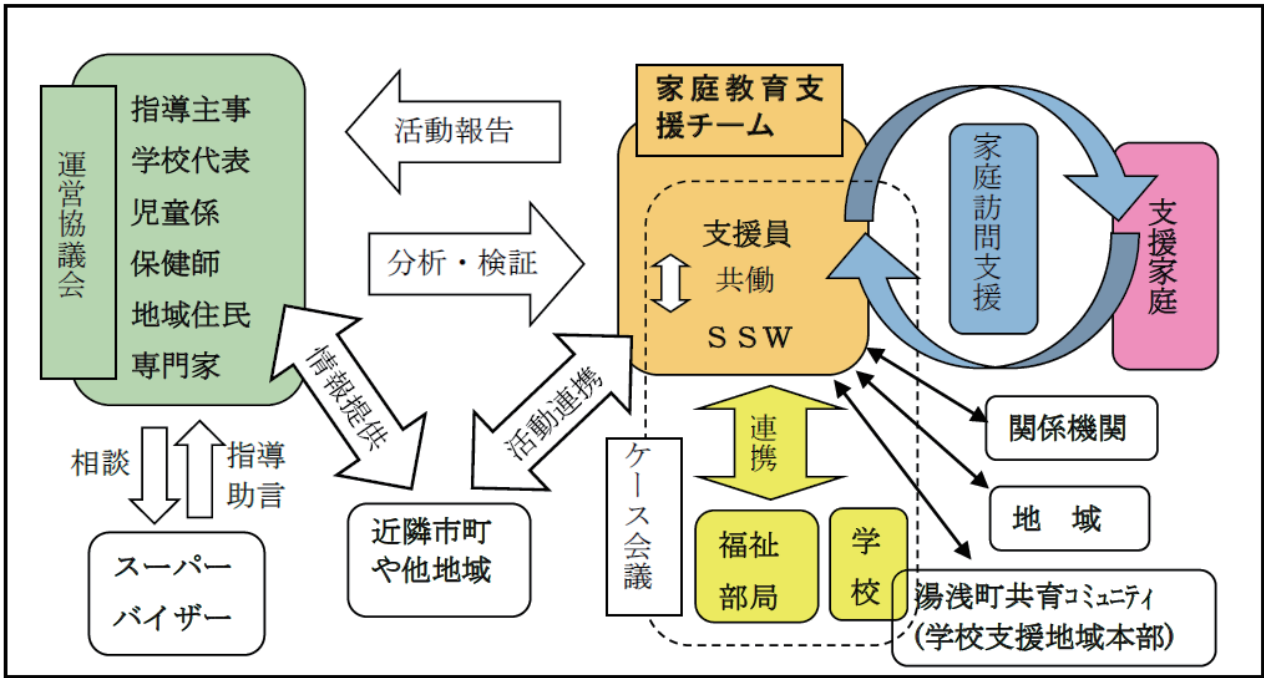 運営協議会
指導主事
学校代表
児童係
保健師
地域住民
専門家
活動報告
分析・検証
家庭教育支
援チーム
支援員
共働
ＳＳＷ
家庭訪問支援
支援家庭
情報提供
活動連携
連携
相談
指導
助言
スーパー
バイザー
近隣市町
や他地域
ケース会議
福祉
部局
学
校
関係機関
地　域
湯浅町共育ｺﾐｭﾆﾃｨ
(学校支援地域本部)